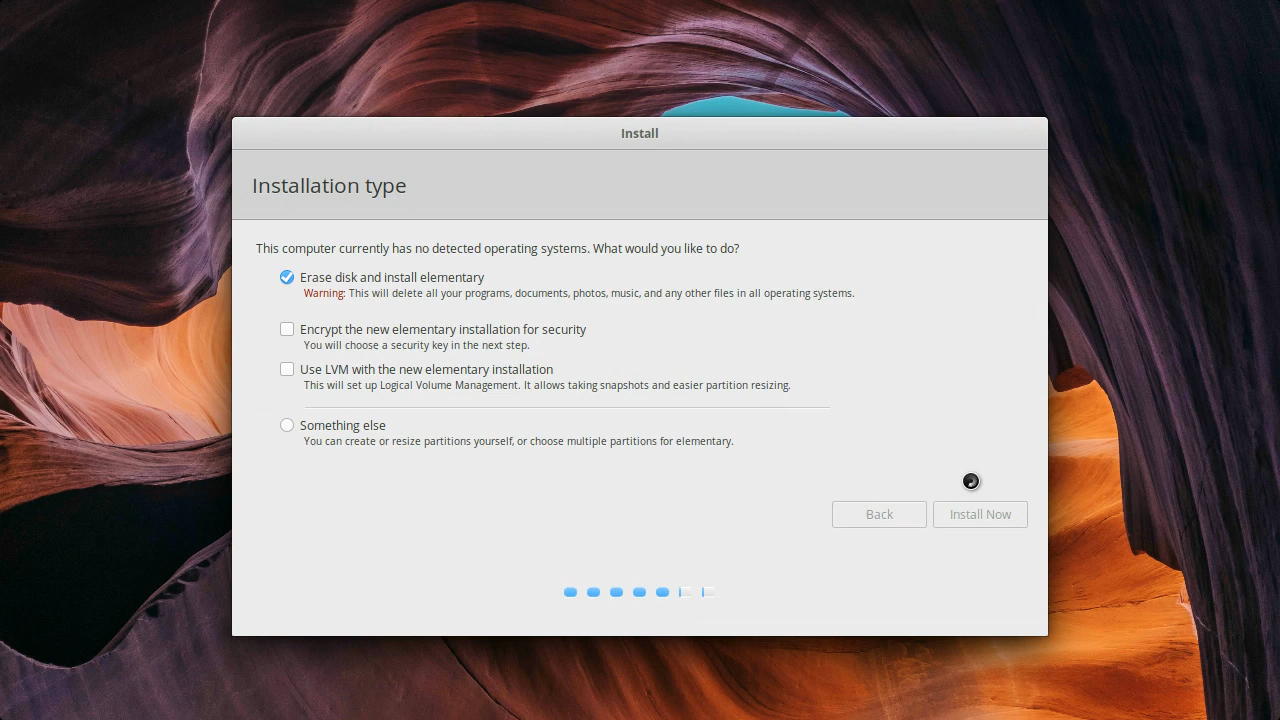 Install
Installation type
This computer currently has no detected operating systems. What would you like to do?
Erase disk and install elementary
Warning: This will delete all your programs, documents, photos, music, and any other files in all operating systems.
Encrypt the new elementary installation for security
You will choose a security key in the next step.
Use LVM with the new elementary installation
This will set up Logical Volume Management. It allows taking snapshots and easier partition resizing.
Something else
You can create or resize partitions yourself, or choose multiple partitions for elementary.
Back Install Now